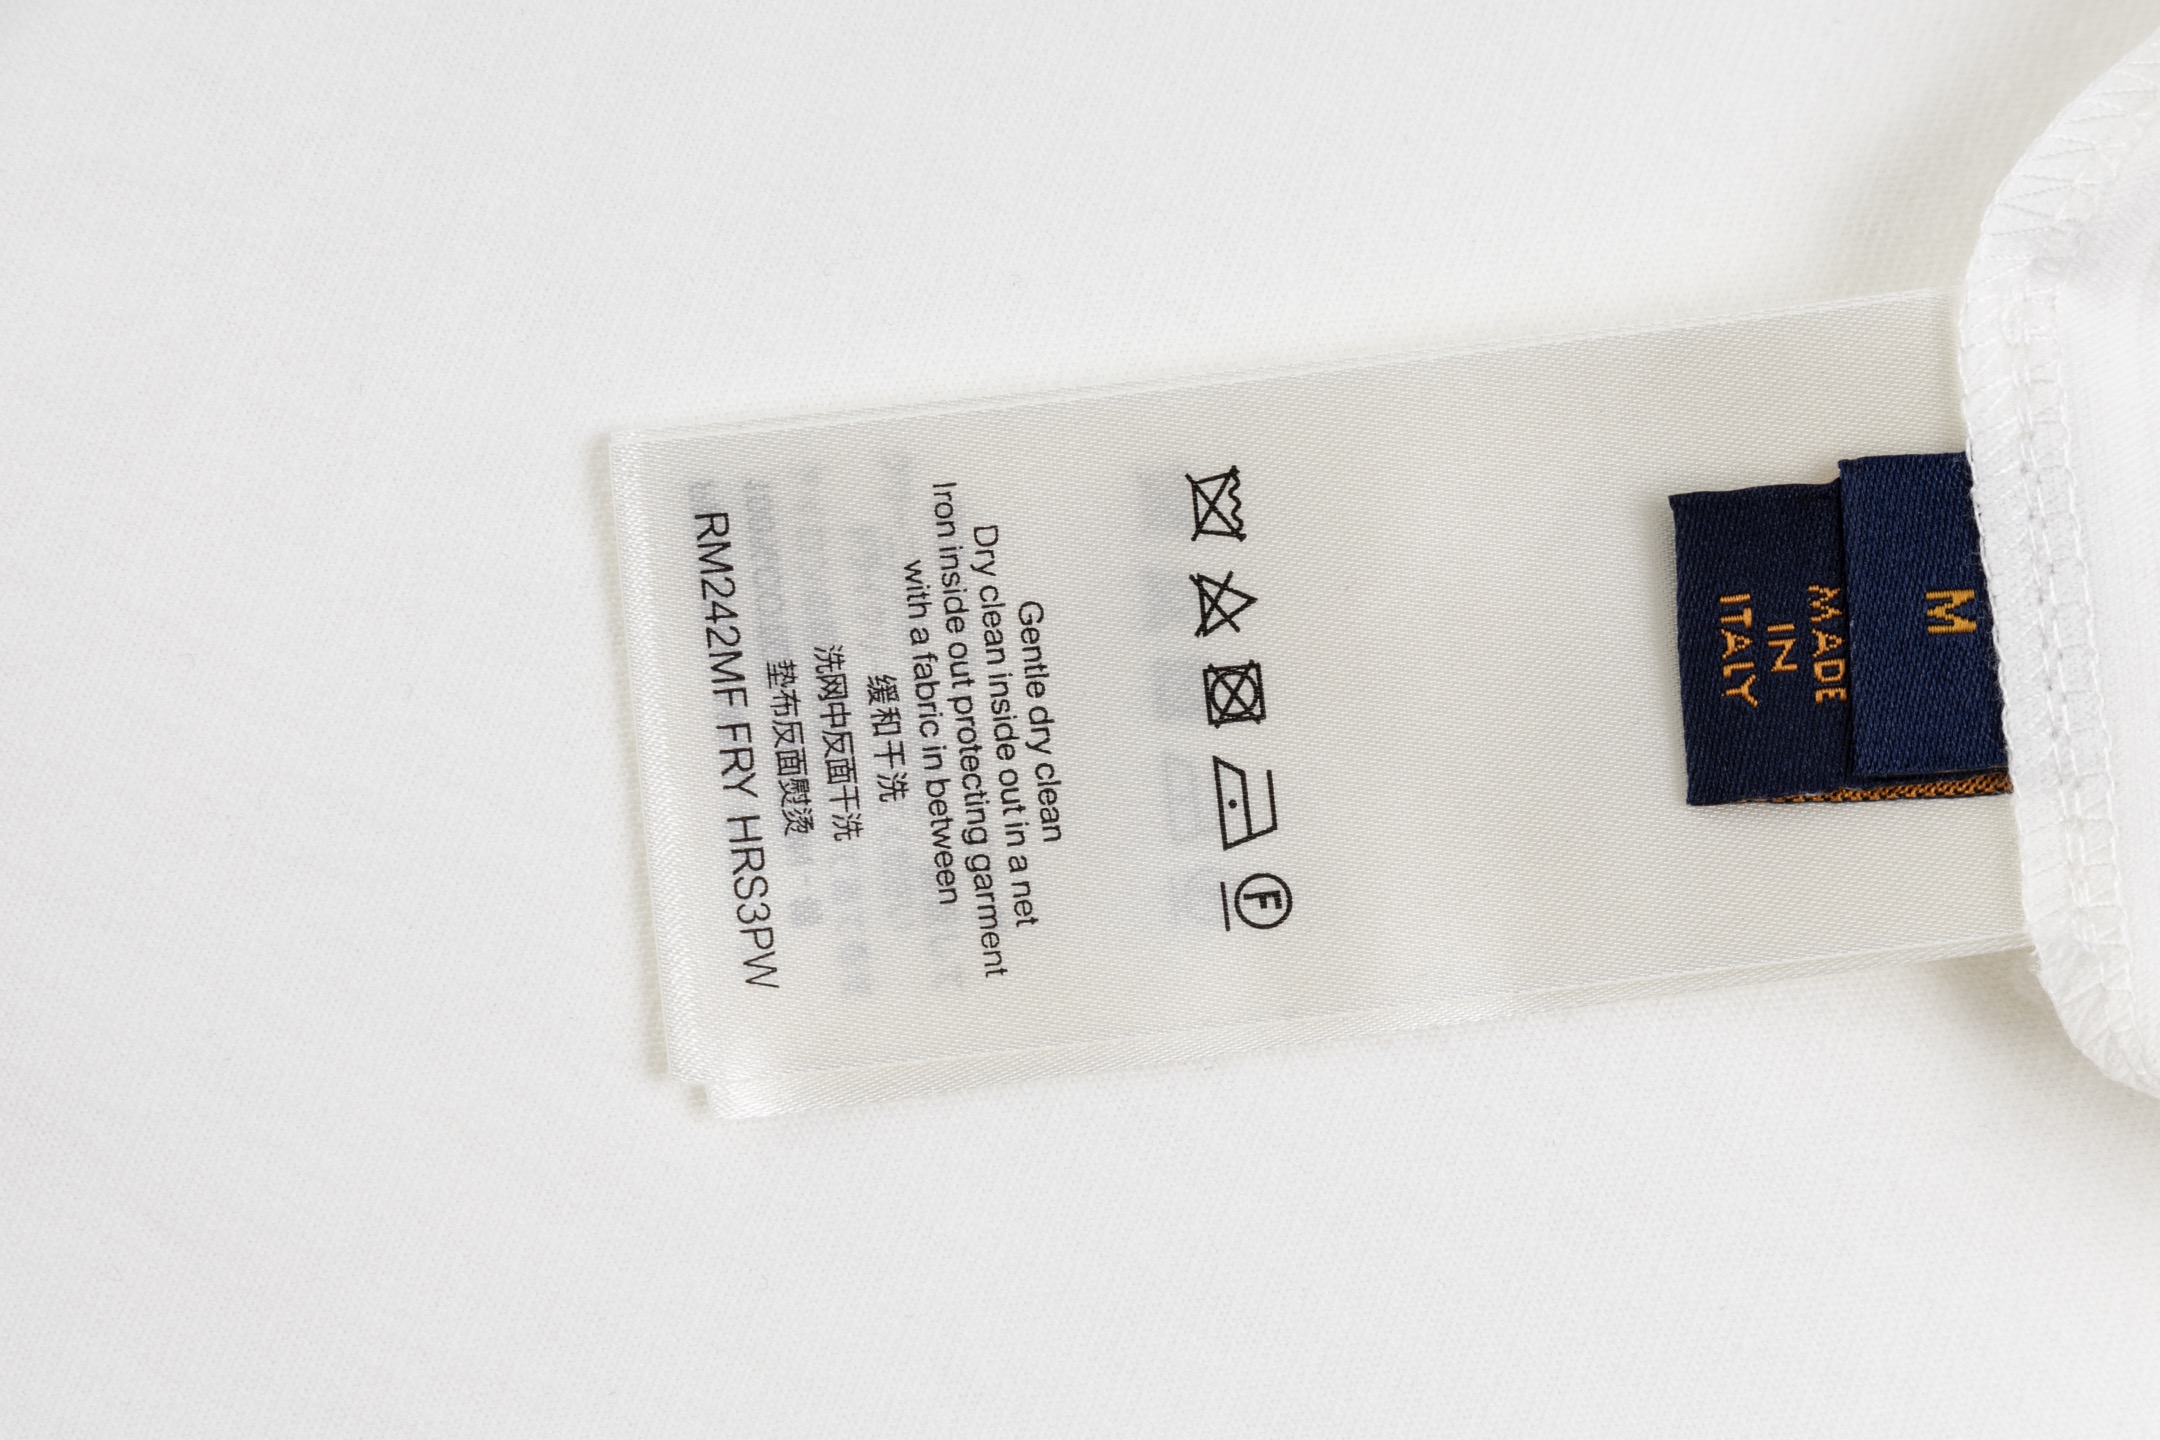 M
MADE
IN
ITALY
F
Gentle dry clean
Dry clean inside out in a net
Iron inside out protecting garment
with a fabric in between
缓和干洗
洗网中反面干洗
垫布反面熨烫
RM242MF FRY HRS3PW